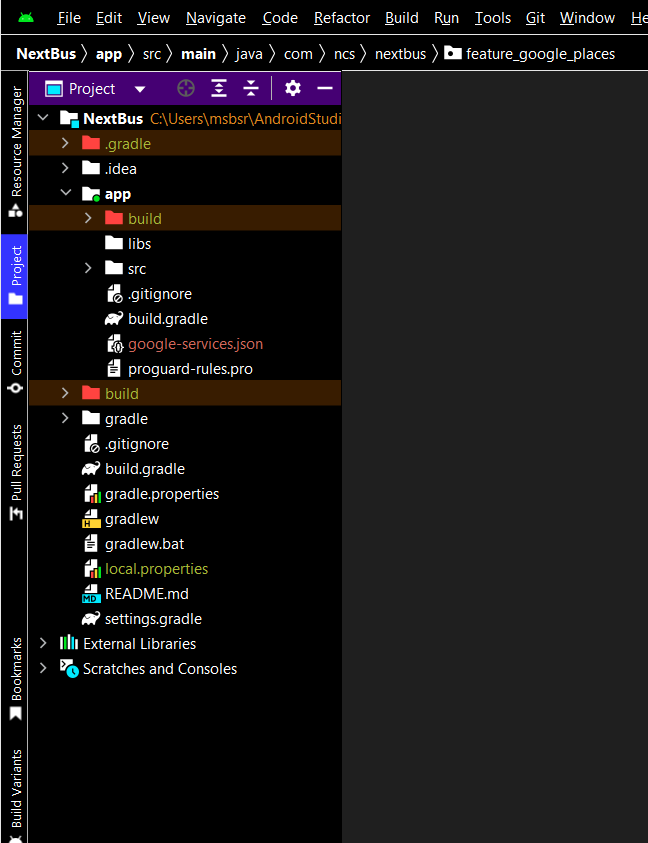 File Edit View Navigate Code Refactor Build Run Tools Git Window He
NextBus app src main java com ncs nextbus feature_google_places
Resource Manager
Project
Commit
Pull Requests
Bookmarks
Build Variants
Project
NextBus C:\Users\msbsr\AndroidStudi
.gradle
.idea
app
build
libs
src
.gitignore
build.gradle
google-services.json
proguard-rules.pro
build
gradle
.gitignore
build.gradle
gradle.properties
H gradlew
gradlew.bat
local.properties
MD README.md
settings.gradle
External Libraries
Scratches and Consoles